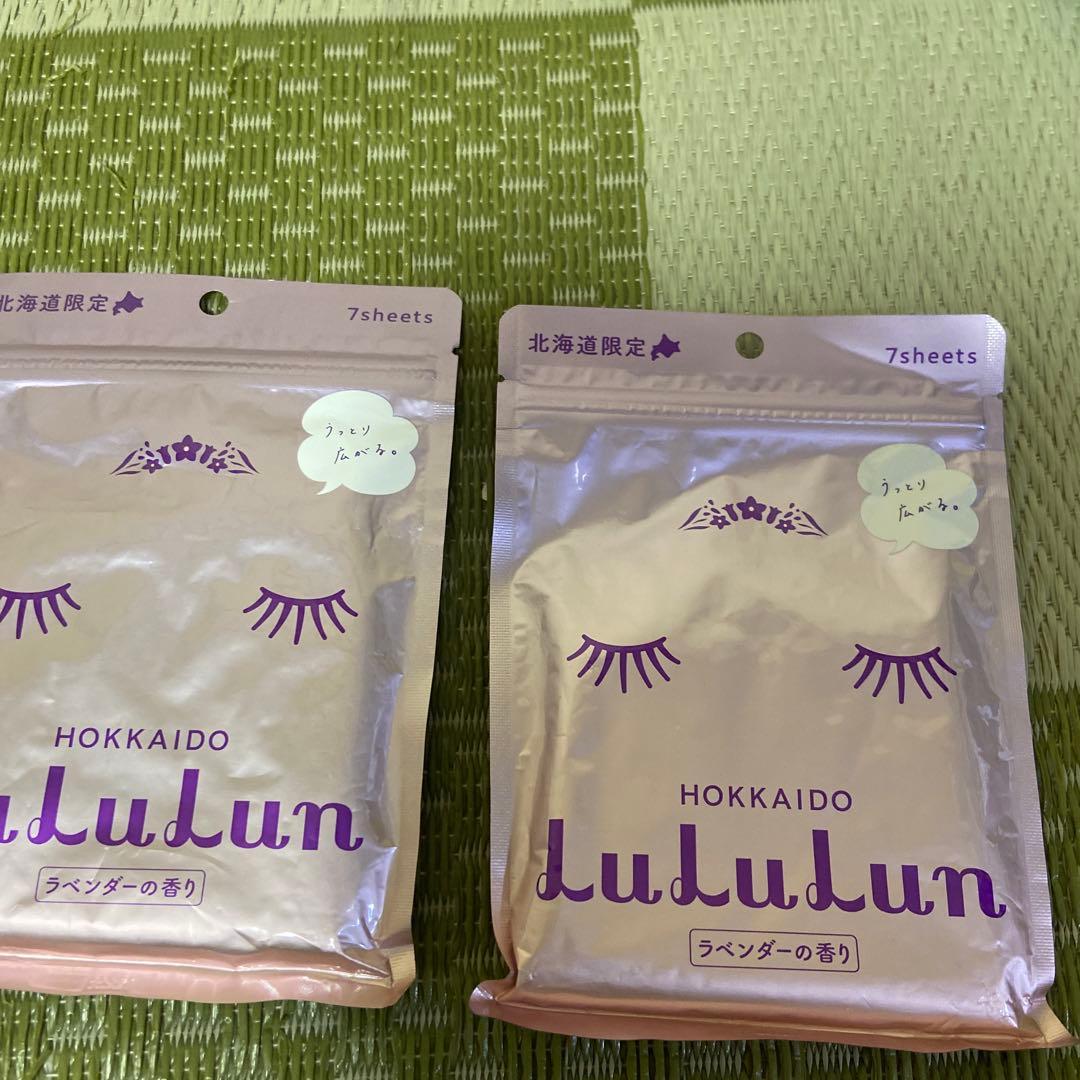 北海道限定
7sheets
うっとり
広がる。
HOKKAIDO
uLuLun
ラベンダーの香り
北海道限定
7sheets
うっとり
広がる。
HOKKAIDO
LuLuLun
ラベンダーの香り